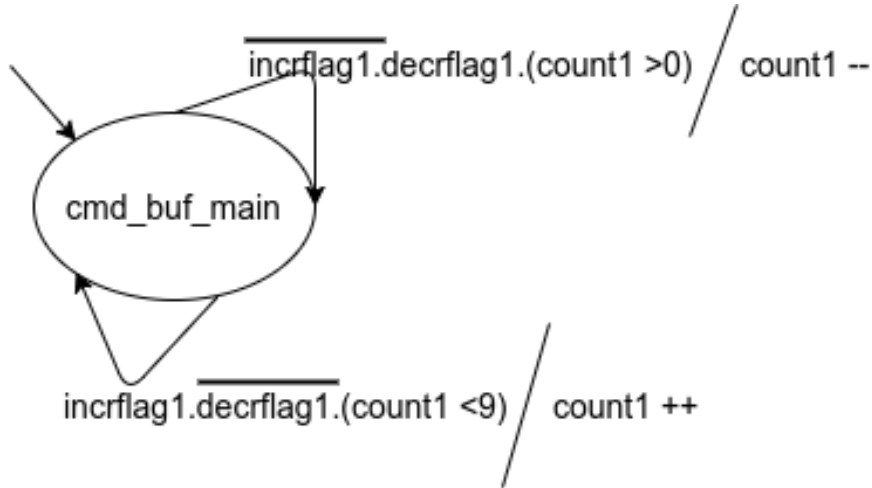 incrflag1.decrflag1.(count1 >0) / count1 --
cmd_buf_main
incrflag1.decrflag1.(count1 <9) / count1 ++